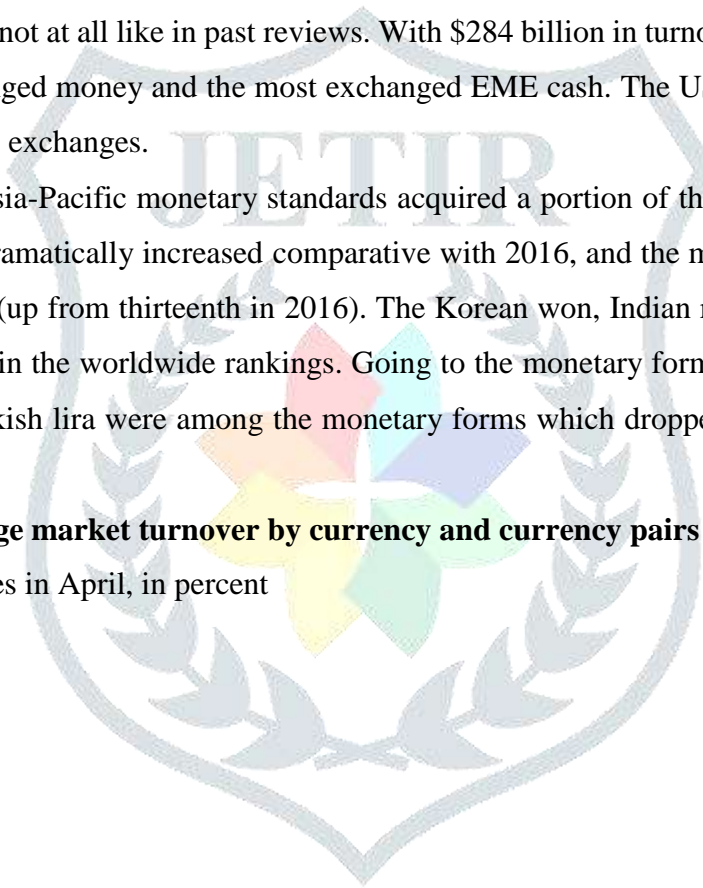 not at all like in past reviews. With $284 billion in turno
nged money and the most exchanged EME cash. The U
exchanges.
JETIR
sia-Pacific monetary standards acquired a portion of th
ramatically increased comparative with 2016, and the m
(up from thirteenth in 2016). The Korean won, Indian r
in the worldwide rankings. Going to the monetary form
kish lira were among the monetary forms which droppe
ge market turnover by currency and currency pairs
es in April, in percent